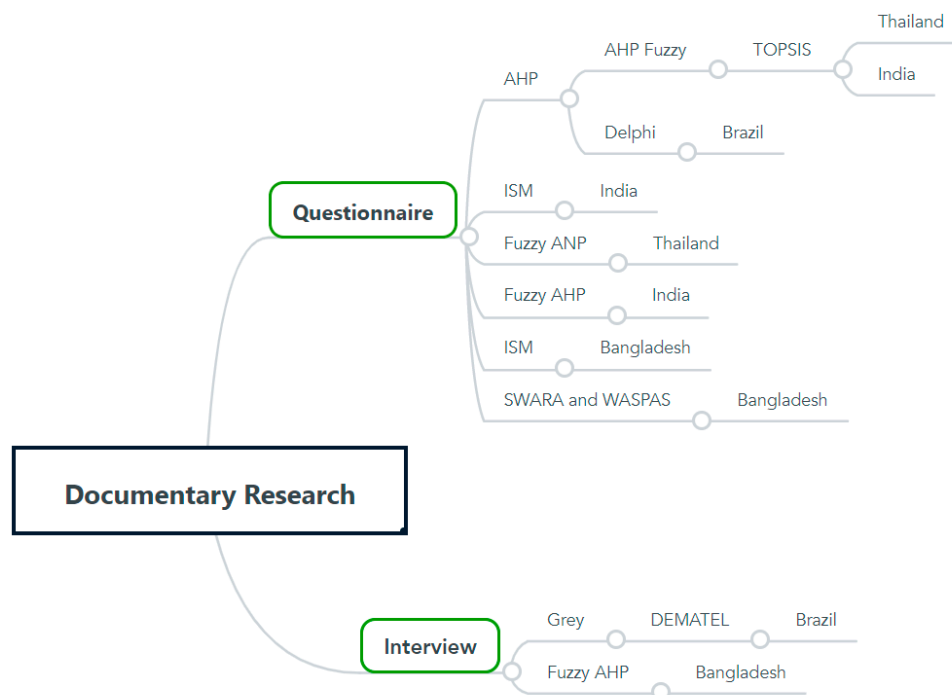 Thailand
AHP Fuzzy
TOPSIS
India
AHP
Delphi
Brazil
ISM
India
Questionnaire
Fuzzy ANP
Thailand
Fuzzy AHP
India
ISM
Bangladesh
SWARA and WASPAS
Bangladesh
Documentary Research
Grey
DEMATEL
Brazil
Interview
Fuzzy AHP
Bangladesh